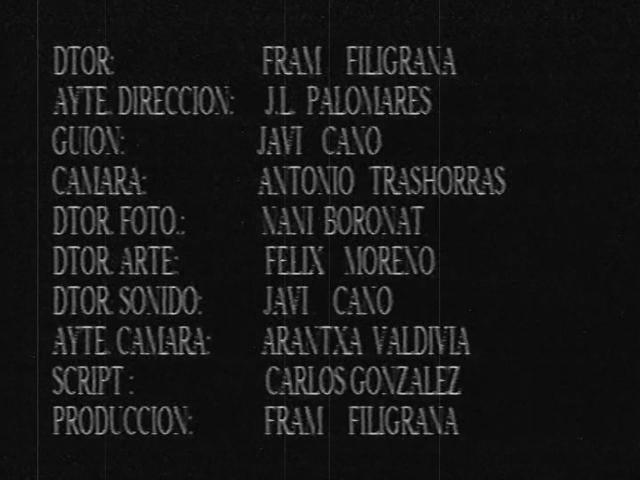 DTOR: FRAM FILIGRANA
AYTE. DIRECCION: J.L. PALOMARES
GUION: JAVI CANO
CAMARA: ANTONIO TRASHORRAS
DTOR. FOTO.: NANI BORONAT
DTOR. ARTE: FELIX MORENO
DTOR. SONIDO: JAVI CANO
AYTE. CAMARA: ARANTXA VALDIVIA
SCRIPT : CARLOS GONZALEZ
PRODUCCION: FRAM FILIGRANA